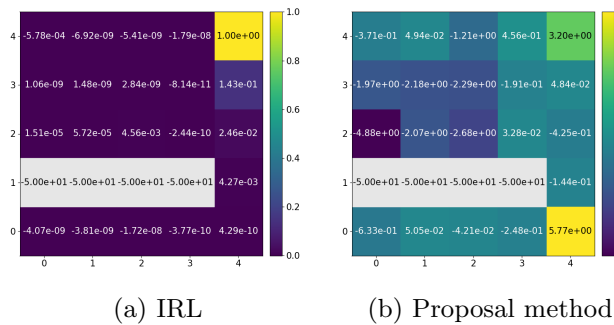 4 -5.78e-04 -6.92e-09 -5.41e-09 -1.79e-08 1.00e+00 1.0
3 1.06e-09 1.48e-09 2.84e-09 -8.14e-11 1.43e-01 0.8
2 1.51e-05 5.72e-05 4.56e-03 -2.44e-10 2.46e-02 0.6
1 -5.00e+01 -5.00e+01 -5.00e+01 -5.00e+01 4.27e-03 0.4
0 -4.07e-09 -3.81e-09 -1.72e-08 -3.77e-10 4.29e-10 0.2
0 1 2 3 4 0.0
(a) IRL
4 -3.71e-01 4.94e-02 -1.21e+00 4.56e-01 3.20e+00
3 -1.97e+00 -2.18e+00 -2.29e+00 -1.91e-01 4.84e-02
2 -4.88e+00 -2.07e+00 -2.68e+00 3.28e-01 -4.25e-01
1 -5.00e+01 -5.00e+01 -5.00e+01 -5.00e+01 -1.44e-01
0 -6.33e-01 5.05e-02 -4.21e-02 -2.48e-01 5.77e+00
0 1 2 3 4
(b) Proposal method